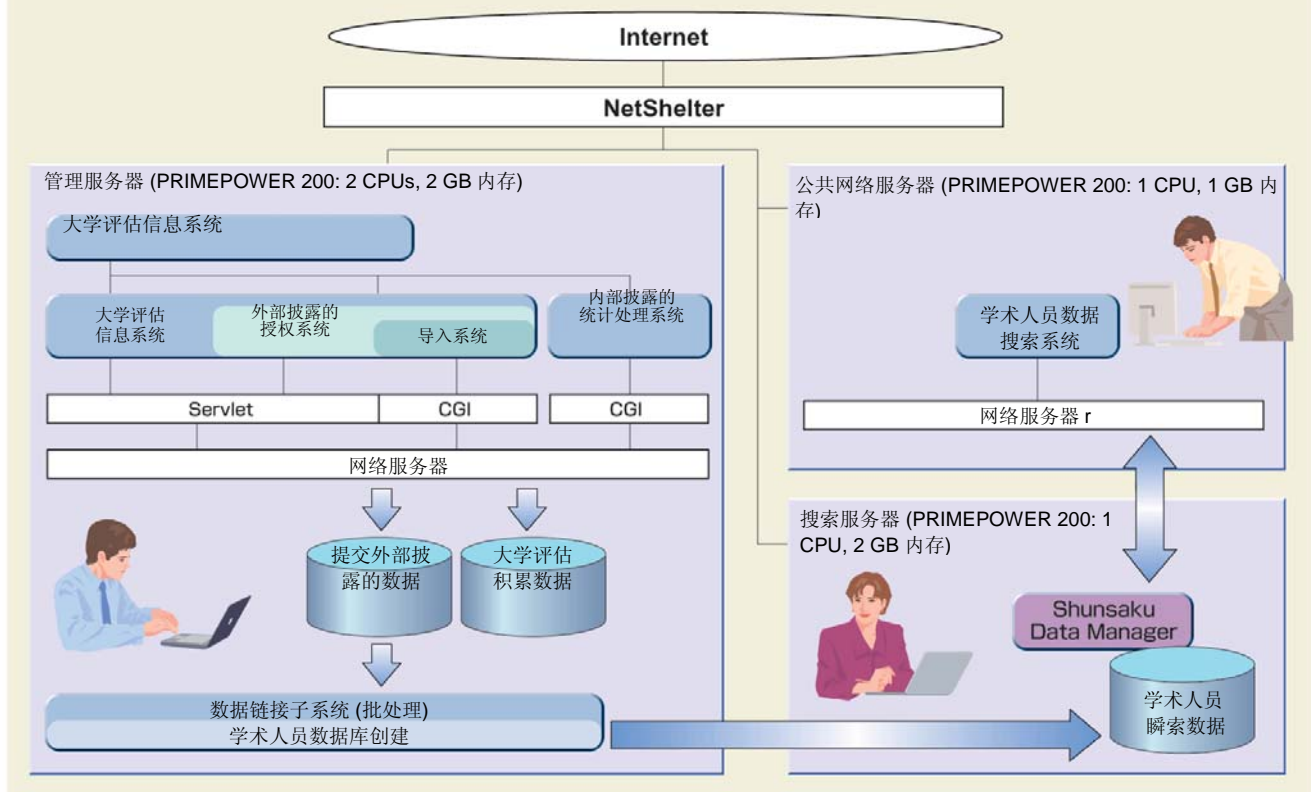 Internet
NetShelter
管理服务器 (PRIMEPOWER 200: 2 CPUs, 2 GB 内存)
大学评估信息系统
大学评估
信息系统
外部披露的
授权系统
导入系统
内部披露的
统计处理系统
Servlet
CGI
CGI
网络服务器
提交外部披
露的数据
大学评估
积累数据
数据链接子系统 (批处理)
学术人员数据库创建
公共网络服务器 (PRIMEPOWER 200: 1 CPU, 1 GB 内
存)
学术人员数据
搜索系统
网络服务器 r
搜索服务器 (PRIMEPOWER 200: 1
CPU, 2 GB 内存)
Shunsaku
Data Manager
学术人员
瞬索数据